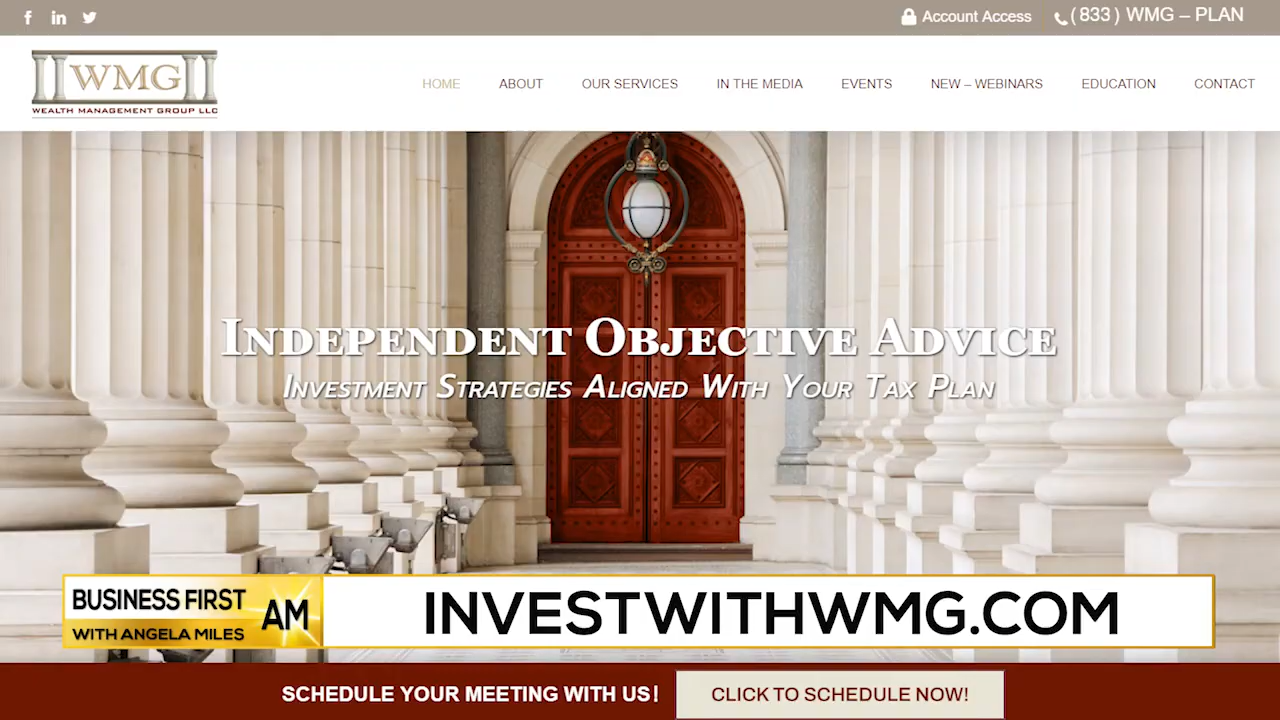 Account Access
(833) WMG – PLAN
WMG
WEALTH MANAGEMENT GROUP LLC
HOME
ABOUT
OUR SERVICES
IN THE MEDIA
EVENTS
NEW – WEBINARS
EDUCATION
CONTACT
INDEPENDENT OBJECTIVE ADVICE
INVESTMENT STRATEGIES ALIGNED WITH YOUR TAX PLAN
BUSINESS FIRST
AM
WITH ANGELA MILES
INVESTWITHWMG.COM
SCHEDULE YOUR MEETING WITH US!
CLICK TO SCHEDULE NOW!